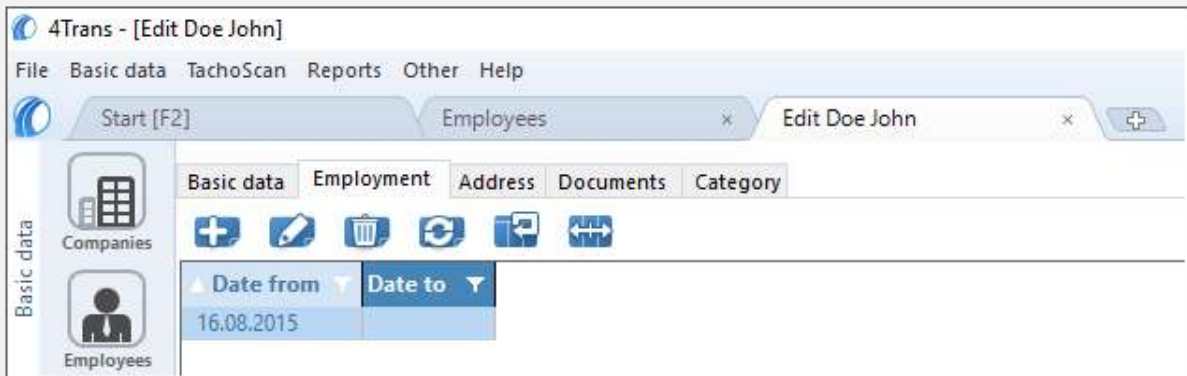 4Trans - [Edit Doe John]
File Basic data TachoScan Reports Other Help
Start [F2] Employees Edit Doe John
Basic data Employment Address Documents Category
Companies
Basic data
Date from Date to
16.08.2015
Employees